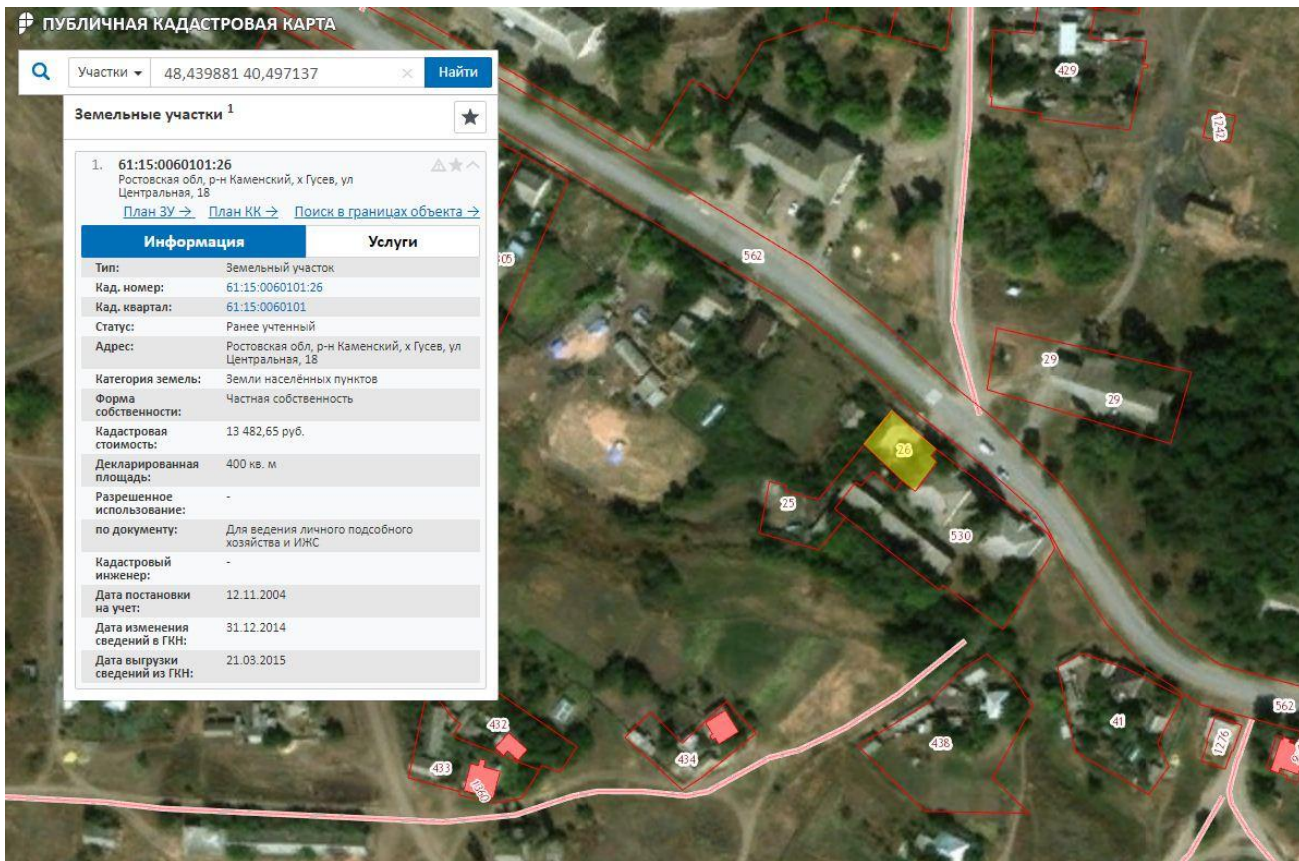 ПУБЛИЧНАЯ КАДАСТРОВАЯ КАРТА
Участки 48,439881 40,497137 × Найти
Земельные участки 1
1. 61:15:0060101:26
Ростовская обл, р-н Каменский, х Гусев, ул
Центральная, 18
План ЗУ → План КК → Поиск в границах объекта →
Информация Услуги
Тип: Земельный участок
Кад. номер: 61:15:0060101:26
Кад. квартал: 61:15:0060101
Статус: Ранее учтенный
Адрес: Ростовская обл, р-н Каменский, х Гусев, ул
Центральная, 18
Категория земель: Земли населённых пунктов
Форма
собственности: Частная собственность
Кадастровая
стоимость: 13 482,65 руб.
Декларированная
площадь: 400 кв. м
Разрешенное
использование: -
по документу: Для ведения личного подсобного
хозяйства и ИЖС
Кадастровый
инженер: -
Дата постановки
на учет: 12.11.2004
Дата изменения
сведений в ГКН: 31.12.2014
Дата выгрузки
сведений из ГКН: 21.03.2015
429
1242
562
29
29
26
25
530
432
433
1360
434
438
41
1276
562